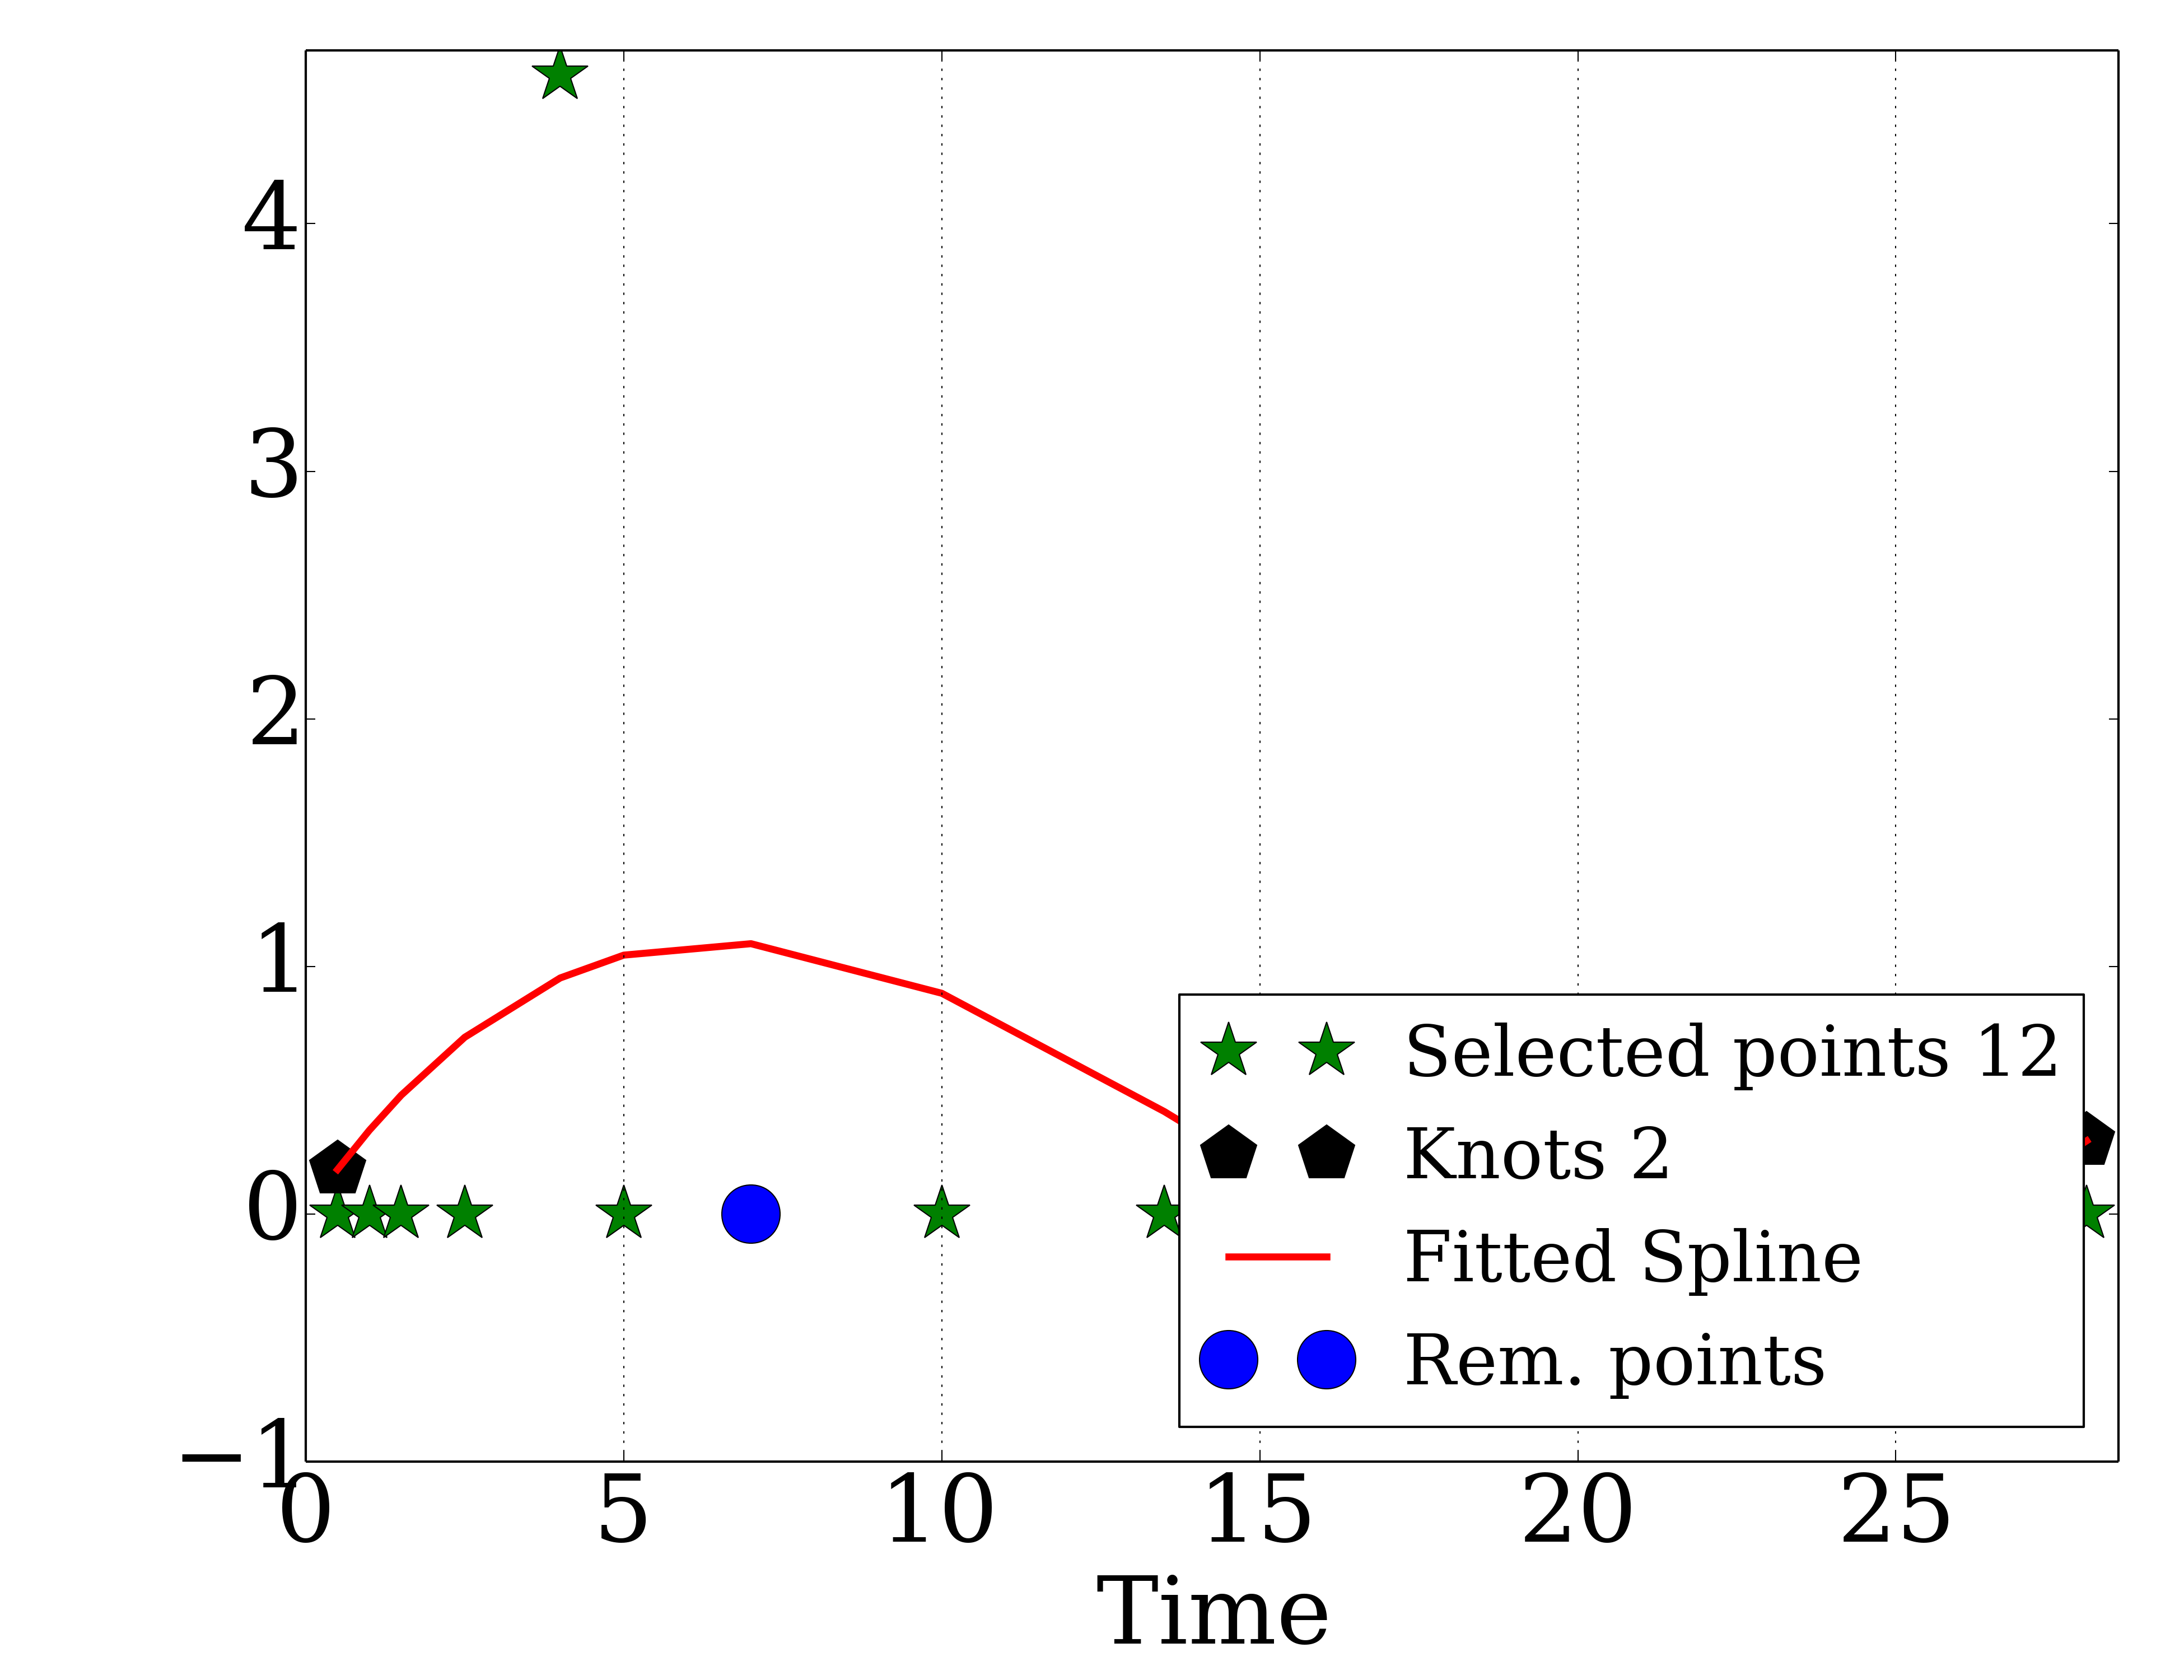 4
3
2
1
0
−1
0 5 10 15 20 25
Time
Selected points 12
Knots 2
Fitted Spline
Rem. points